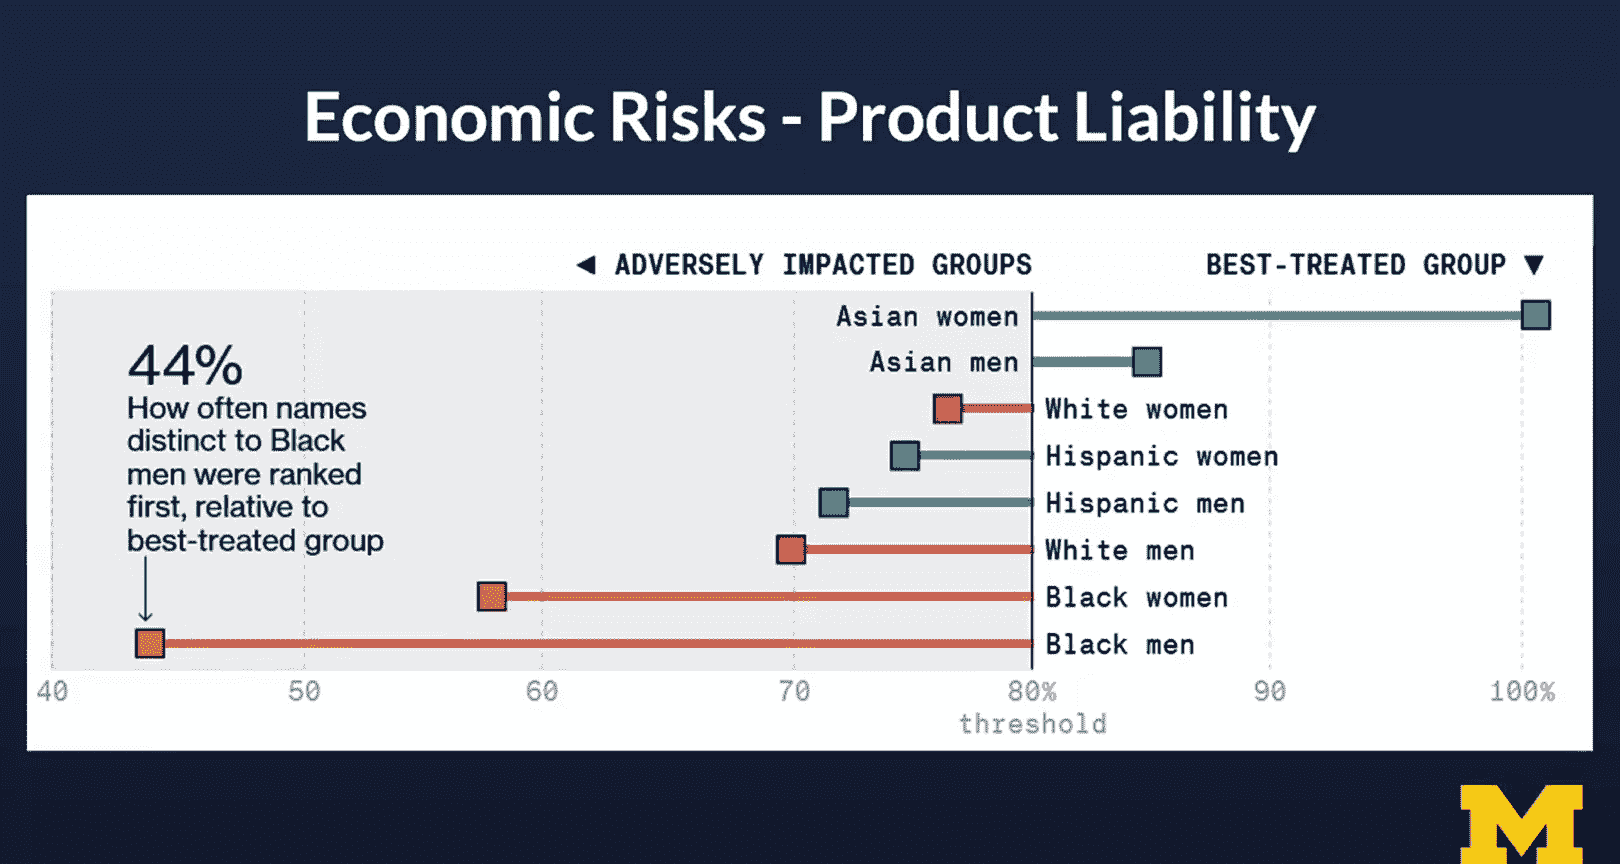 Economic Risks - Product Liability
◀ ADVERSELY IMPACTED GROUPS
BEST-TREATED GROUP ▼
Asian women
Asian men
White women
Hispanic women
Hispanic men
White men
Black women
Black men
44%
How often names
distinct to Black
men were ranked
first, relative to
best-treated group
40
50
60
70
80%
90
100%
threshold
M